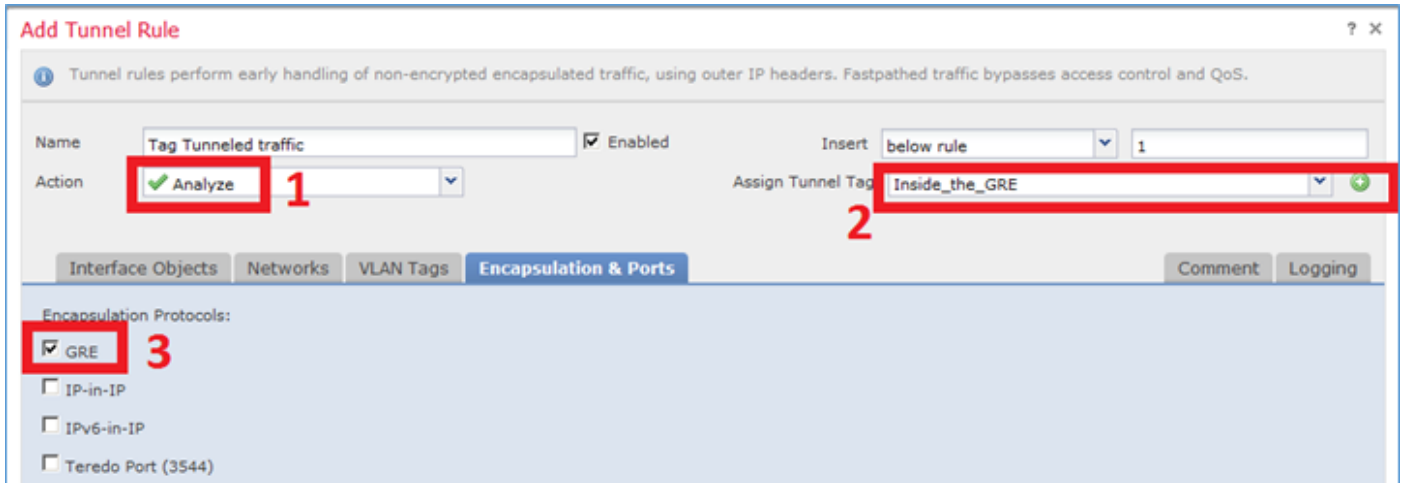 Add Tunnel Rule
? ×
Tunnel rules perform early handling of non-encrypted encapsulated traffic, using outer IP headers. Fastpathed traffic bypasses access control and QoS.
Name Tag Tunneled traffic Enabled Insert below rule 1
Action Analyze 1 Assign Tunnel Tag Inside_the_GRE
2
Interface Objects Networks VLAN Tags Encapsulation & Ports Comment Logging
Encapsulation Protocols:
GRE 3
IP-in-IP
IPv6-in-IP
Teredo Port (3544)